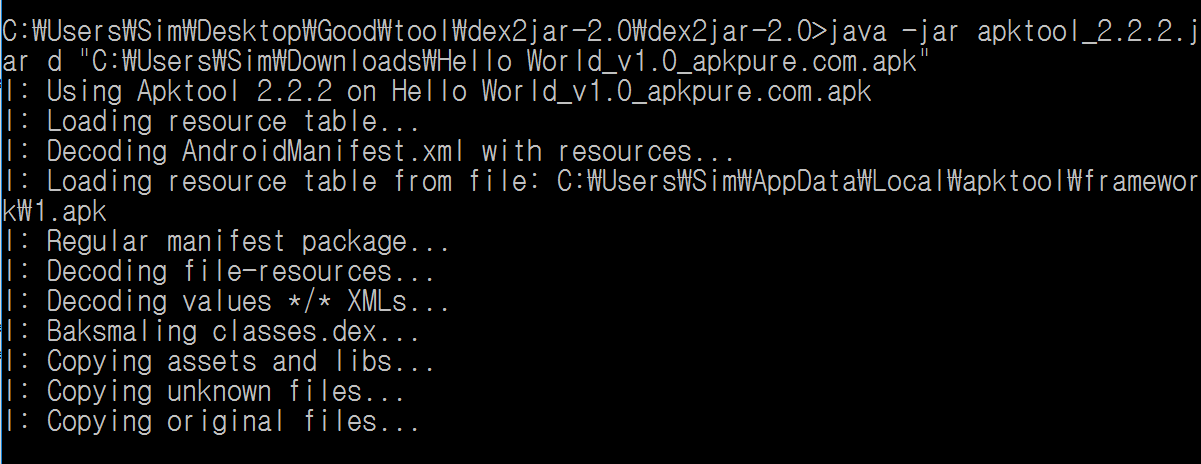 C:₩Users₩Sim₩Desktop₩Good₩tool₩dex2jar-2.0₩dex2jar-2.0>java -jar apktool_2.2.2.j
ar d "C:₩Users₩Sim₩Downloads₩Hello World_v1.0_apkpure.com.apk"
I: Using Apktool 2.2.2 on Hello World_v1.0_apkpure.com.apk
I: Loading resource table...
I: Decoding AndroidManifest.xml with resources...
I: Loading resource table from file: C:₩Users₩Sim₩AppData₩Local₩apktool₩framewor
k₩1.apk
I: Regular manifest package...
I: Decoding file-resources...
I: Decoding values */* XMLs...
I: Baksmaling classes.dex...
I: Copying assets and libs...
I: Copying unknown files...
I: Copying original files...